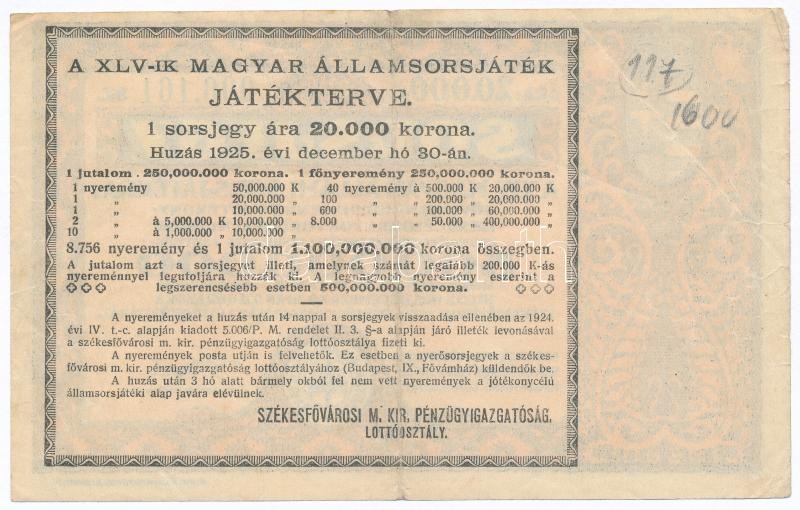 A XLV-IK MAGYAR ÁLLAMSORSJÁTÉK
JÁTÉKTERVE.
1 sorsjegy ára 20.000 korona.
Huzás 1925. évi december hó 30-án.
1 jutalom . 250,000.000 korona. 1 főnyeremény 250,000.000 korona.
1 nyeremény 50,000.000 K 40 nyeremény à 500.000 K 20,000.000 K
1 „ 20,000.000 „ 100 „ „ 200.000 „ 20,000.000 „
1 „ 10,000.000 „ 600 „ „ 100.000 „ 60,000.000 „
2 „ à 5,000.000 K 10,000.000 „ 8.000 „ „ 50.000 „ 400,000.000 „
10 „ à 1,000.000 „ 10,000.000 „
8.756 nyeremény és 1 jutalom 1.100,000.000 korona összegben.
A jutalom azt a sorsjegyet illeti, amelynek számát legalább 200.000 K-ás
nyereménnyel legutoljára huzzák ki. A legnagyobb nyeremény eszerint a
legszerencsésebb esetben 500,000.000 korona.
A nyereményeket a huzás után 14 nappal a sorsjegyek visszaadása ellenében az 1924.
évi IV. t.-c. alapján kiadott 5.006/P. M. rendelet II. 3. §-a alapján járó illeték levonásával
a székesfővárosi m. kir. pénzügyigazgatóság lottóosztálya fizeti ki.
A nyeremények posta utján is felvehetők. Ez esetben a nyerősorsjegyek a székes-
fővárosi m. kir. pénzügyigazgatóság lottóosztályához (Budapest, IX., Fővámház) küldendők be.
A huzás után 3 hó alatt bármely okból fel nem vett nyeremények a jótékonycélú
államsorsjátéki alap javára elévülnek.
SZÉKESFŐVÁROSI M. KIR. PÉNZÜGYIGAZGATÓSÁG.
LOTTÓOSZTÁLY.
117
1600
darabanth